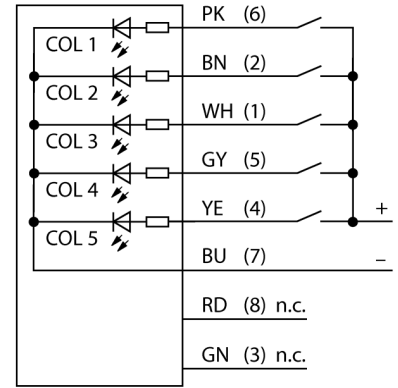 PK (6)
COL 1
BN (2)
COL 2
WH (1)
COL 3
GY (5)
COL 4
YE (4) +
COL 5
BU (7) –
RD (8) n.c.
GN (3) n.c.